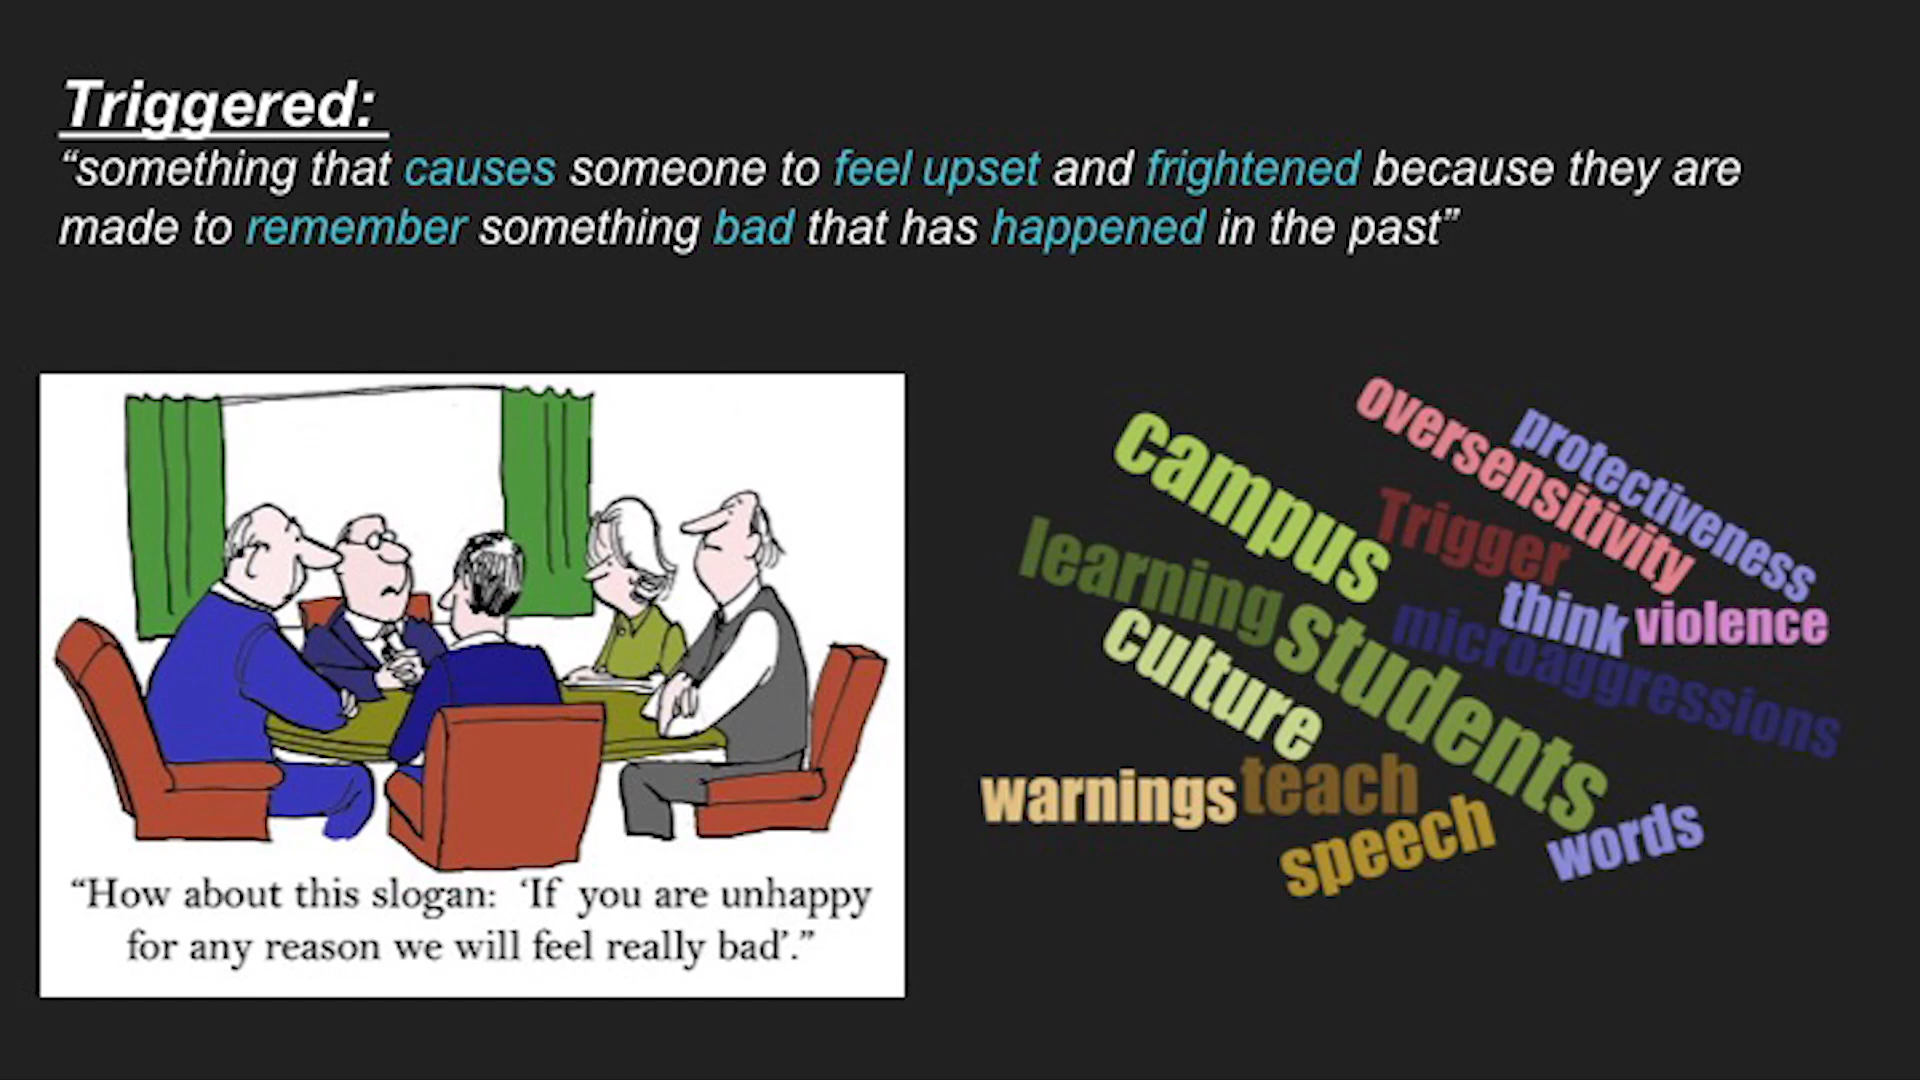 Triggered:
“something that causes someone to feel upset and frightened because they are
made to remember something bad that has happened in the past”
“How about this slogan: ‘If you are unhappy
for any reason we will feel really bad’.”
oversensitivity
protectiveness
campus
Trigger
learning
think
violence
microaggressions
students
culture
warnings
teach
speech
words